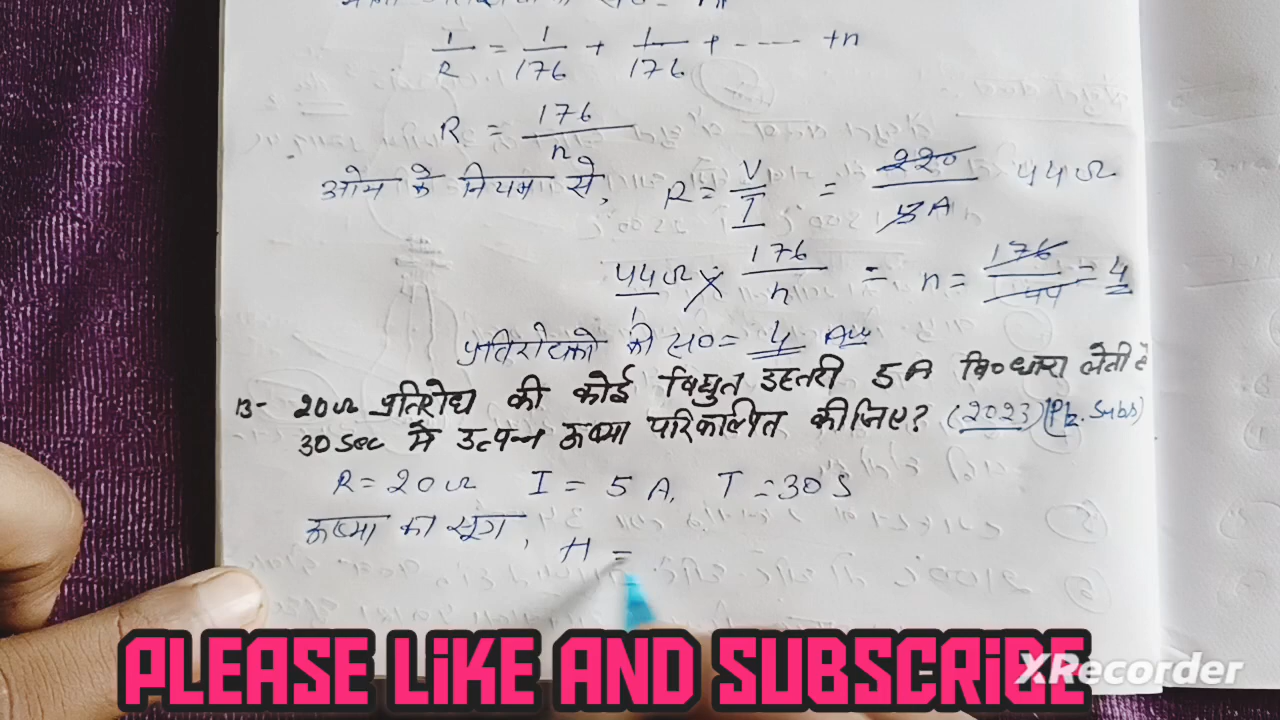 1/R = 1/176 + 1/176 + ---- +n
R = 176/n
ओम के नियम से, R = V/I = 220/5A 44Ω
44Ω = 176/n = n = 176/44 = 4
प्रतिरोधको की सं० = 4 Ans
13- 20Ω प्रतिरोध की कोई विद्युत इस्तरी 5A वि०धारा लेती है
30 Sec मे उत्पन्न ऊष्मा परिकलित कीजिए? (2023)
R = 20Ω I = 5 A, T = 30 S
ऊष्मा का सूत्र, H =
PLEASE LiKE AND SUBSCRiBE
XRecorder